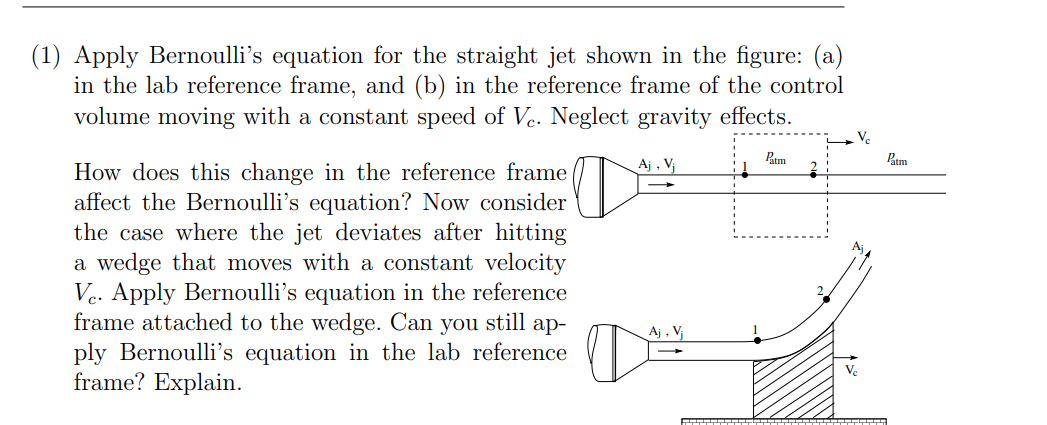 (1) Apply Bernoulli's equation for the straight jet shown in the figure: (a)
in the lab reference frame, and (b) in the reference frame of the control
volume moving with a constant speed of V_c. Neglect gravity effects.
How does this change in the reference frame
affect the Bernoulli's equation? Now consider
the case where the jet deviates after hitting
a wedge that moves with a constant velocity
V_c. Apply Bernoulli's equation in the reference
frame attached to the wedge. Can you still ap-
ply Bernoulli's equation in the lab reference
frame? Explain.
V_c
A_j , V_j
1
P_atm
2
P_atm
A_j
2
A_j , V_j
1
V_c